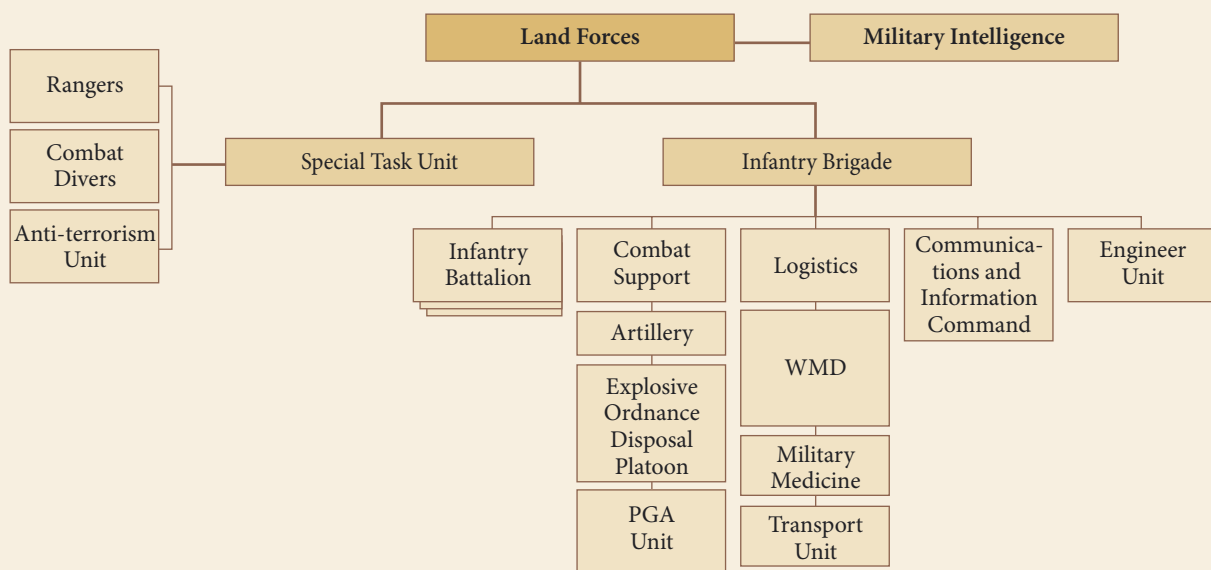 Land Forces
Military Intelligence
Rangers
Combat
Divers
Anti-terrorism
Unit
Special Task Unit
Infantry Brigade
Infantry
Battalion
Combat
Support
Artillery
Explosive
Ordnance
Disposal
Platoon
PGA
Unit
Logistics
WMD
Military
Medicine
Transport
Unit
Communica-
tions and
Information
Command
Engineer
Unit